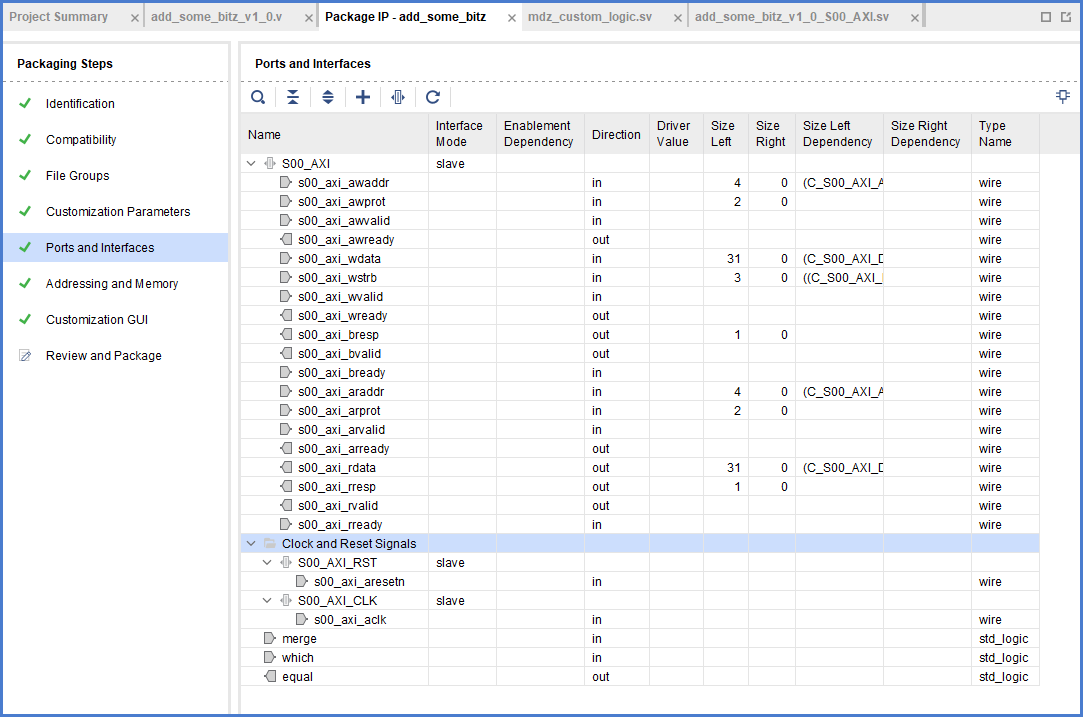 Project Summary add_some_bitz_v1_0.v Package IP - add_some_bitz mdz_custom_logic.sv add_some_bitz_v1_0_S00_AXI.sv
Packaging Steps
Identification
Compatibility
File Groups
Customization Parameters
Ports and Interfaces
Addressing and Memory
Customization GUI
Review and Package
Ports and Interfaces
Name Interface Mode Enablement Dependency Direction Driver Value Size Left Size Right Size Left Dependency Size Right Dependency Type Name
S00_AXI slave
s00_axi_awaddr in 4 0 (C_S00_AXI_A wire
s00_axi_awprot in 2 0 wire
s00_axi_awvalid in wire
s00_axi_awready out wire
s00_axi_wdata in 31 0 (C_S00_AXI_D wire
s00_axi_wstrb in 3 0 ((C_S00_AXI_ wire
s00_axi_wvalid in wire
s00_axi_wready out wire
s00_axi_bresp out 1 0 wire
s00_axi_bvalid out wire
s00_axi_bready in wire
s00_axi_araddr in 4 0 (C_S00_AXI_A wire
s00_axi_arprot in 2 0 wire
s00_axi_arvalid in wire
s00_axi_arready out wire
s00_axi_rdata out 31 0 (C_S00_AXI_D wire
s00_axi_rresp out 1 0 wire
s00_axi_rvalid out wire
s00_axi_rready in wire
Clock and Reset Signals
S00_AXI_RST slave
s00_axi_aresetn in wire
S00_AXI_CLK slave
s00_axi_aclk in wire
merge in std_logic
which in std_logic
equal out std_logic